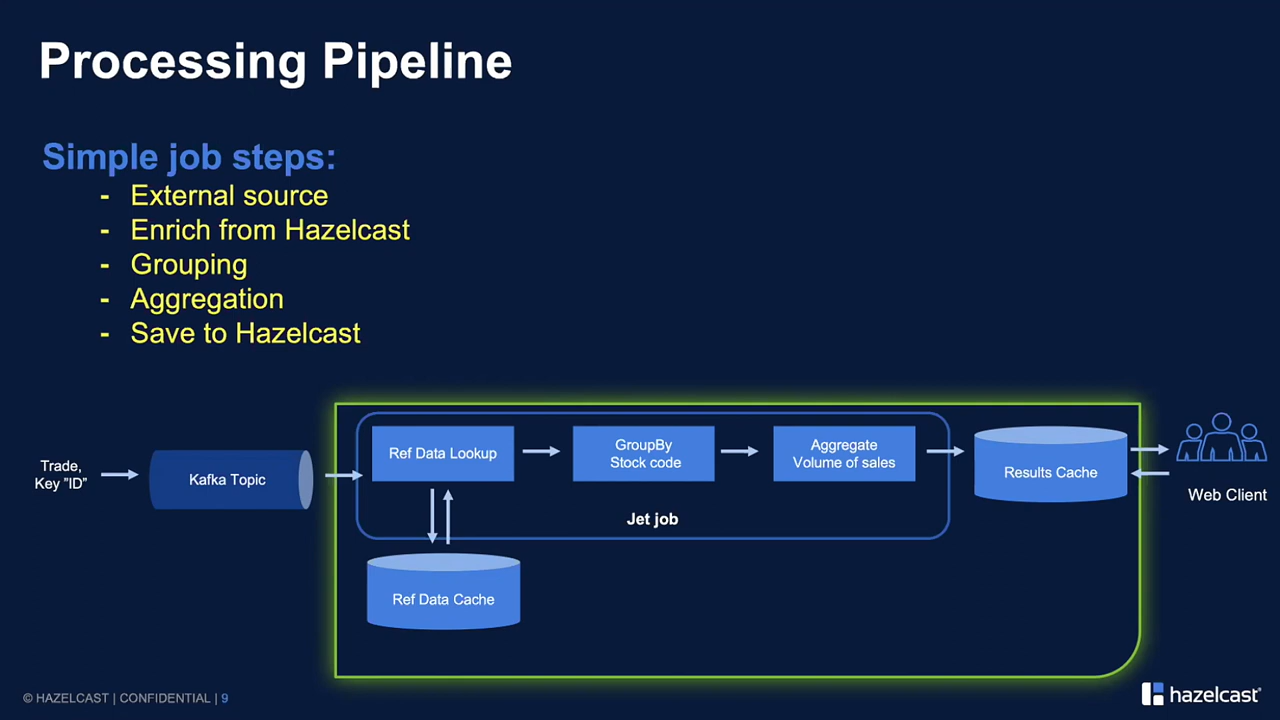 Processing Pipeline
Simple job steps:
- External source
- Enrich from Hazelcast
- Grouping
- Aggregation
- Save to Hazelcast
Trade,
Key "ID"
Kafka Topic
Ref Data Lookup
GroupBy
Stock code
Aggregate
Volume of sales
Results Cache
Web Client
Jet job
Ref Data Cache
© HAZELCAST | CONFIDENTIAL | 9
hazelcast